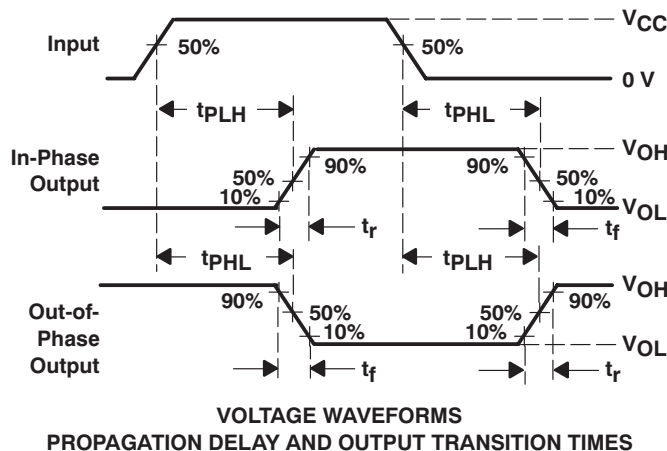 VCC
Input
50%
50%
0 V
tPLH
tPHL
In-Phase
Output
VOH
90%
90%
50%
50%
10%
10%
VOL
tr
tf
tPHL
tPLH
Out-of-
Phase
Output
VOH
90%
90%
50%
50%
10%
10%
VOL
tf
tr
VOLTAGE WAVEFORMS
PROPAGATION DELAY AND OUTPUT TRANSITION TIMES